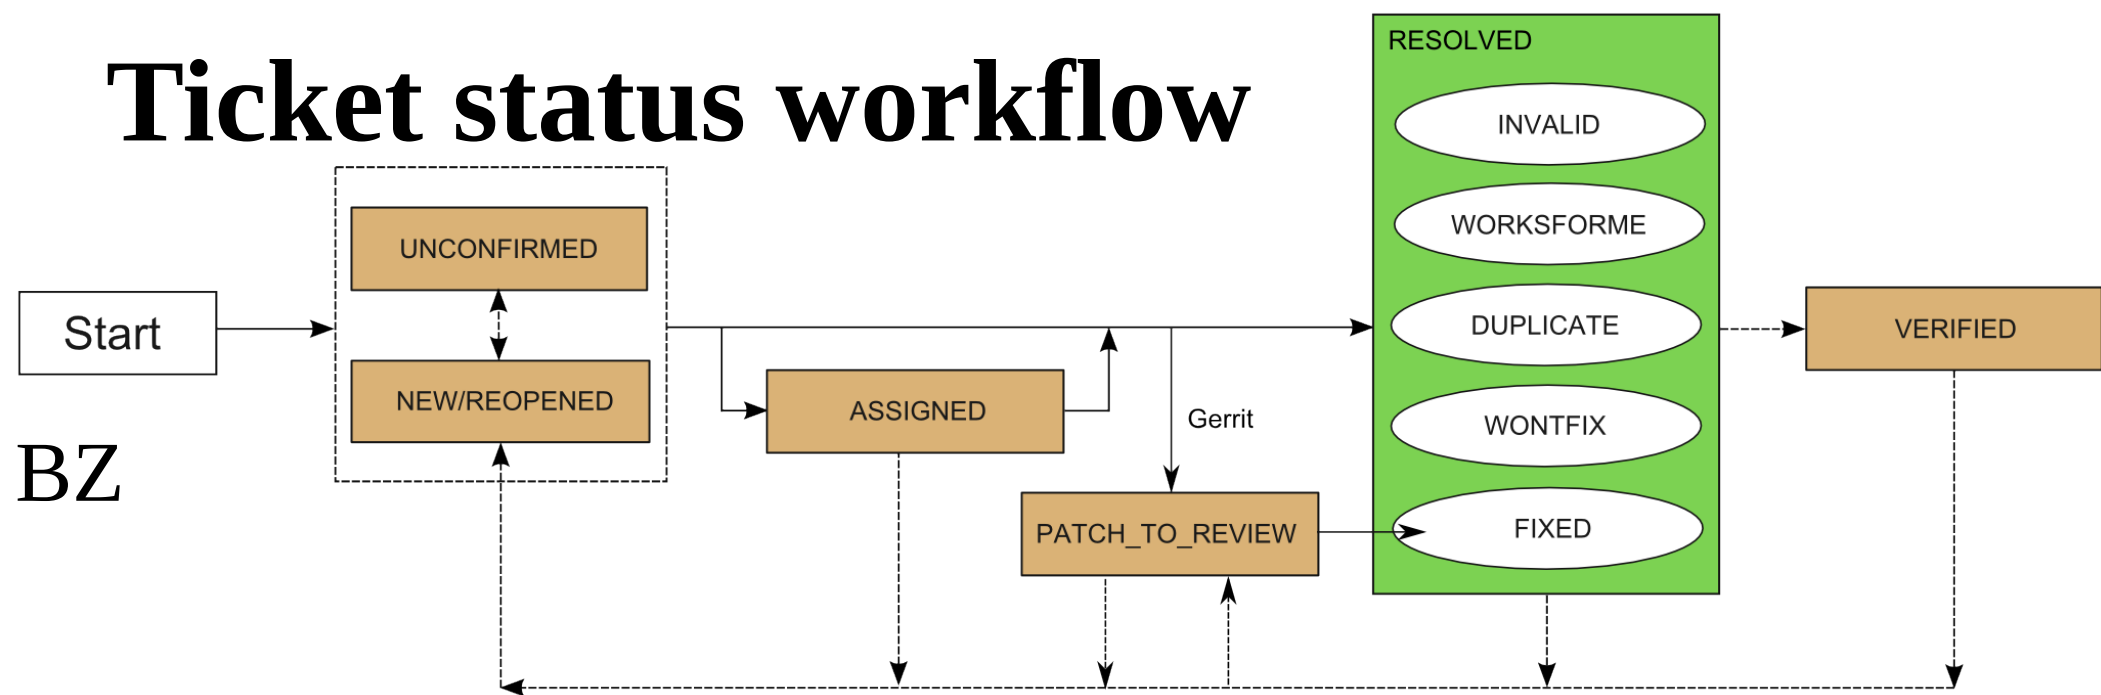 Ticket status workflow
RESOLVED
INVALID
WORKSFORME
DUPLICATE
WONTFIX
FIXED
UNCONFIRMED
NEW/REOPENED
Start
BZ
ASSIGNED
Gerrit
PATCH_TO_REVIEW
VERIFIED